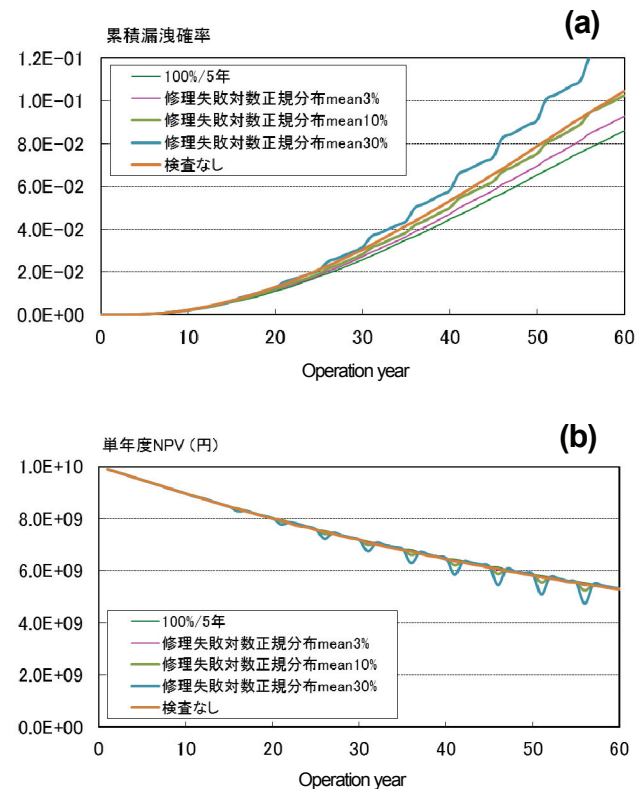 (a)
累積漏洩確率
1.2E-01
1.0E-01
8.0E-02
6.0E-02
4.0E-02
2.0E-02
0.0E+00
100%/5年
修理失敗対数正規分布mean3%
修理失敗対数正規分布mean10%
修理失敗対数正規分布mean30%
検査なし
0 10 20 30 40 50 60
Operation year
(b)
単年度NPV(円)
1.0E+10
8.0E+09
6.0E+09
4.0E+09
2.0E+09
0.0E+00
100%/5年
修理失敗対数正規分布mean3%
修理失敗対数正規分布mean10%
修理失敗対数正規分布mean30%
検査なし
0 10 20 30 40 50 60
Operation year